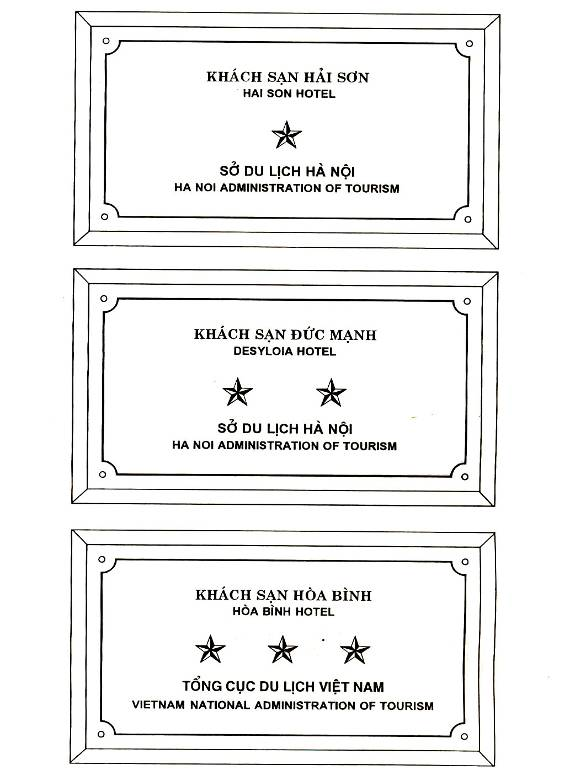 KHÁCH SẠN HẢI SƠN
HAI SON HOTEL
SỞ DU LỊCH HÀ NỘI
HA NOI ADMINISTRATION OF TOURISM
KHÁCH SẠN ĐỨC MẠNH
DESYLOIA HOTEL
SỞ DU LỊCH HÀ NỘI
HA NOI ADMINISTRATION OF TOURISM
KHÁCH SẠN HÒA BÌNH
HÒA BÌNH HOTEL
TỔNG CỤC DU LỊCH VIỆT NAM
VIETNAM NATIONAL ADMINISTRATION OF TOURISM